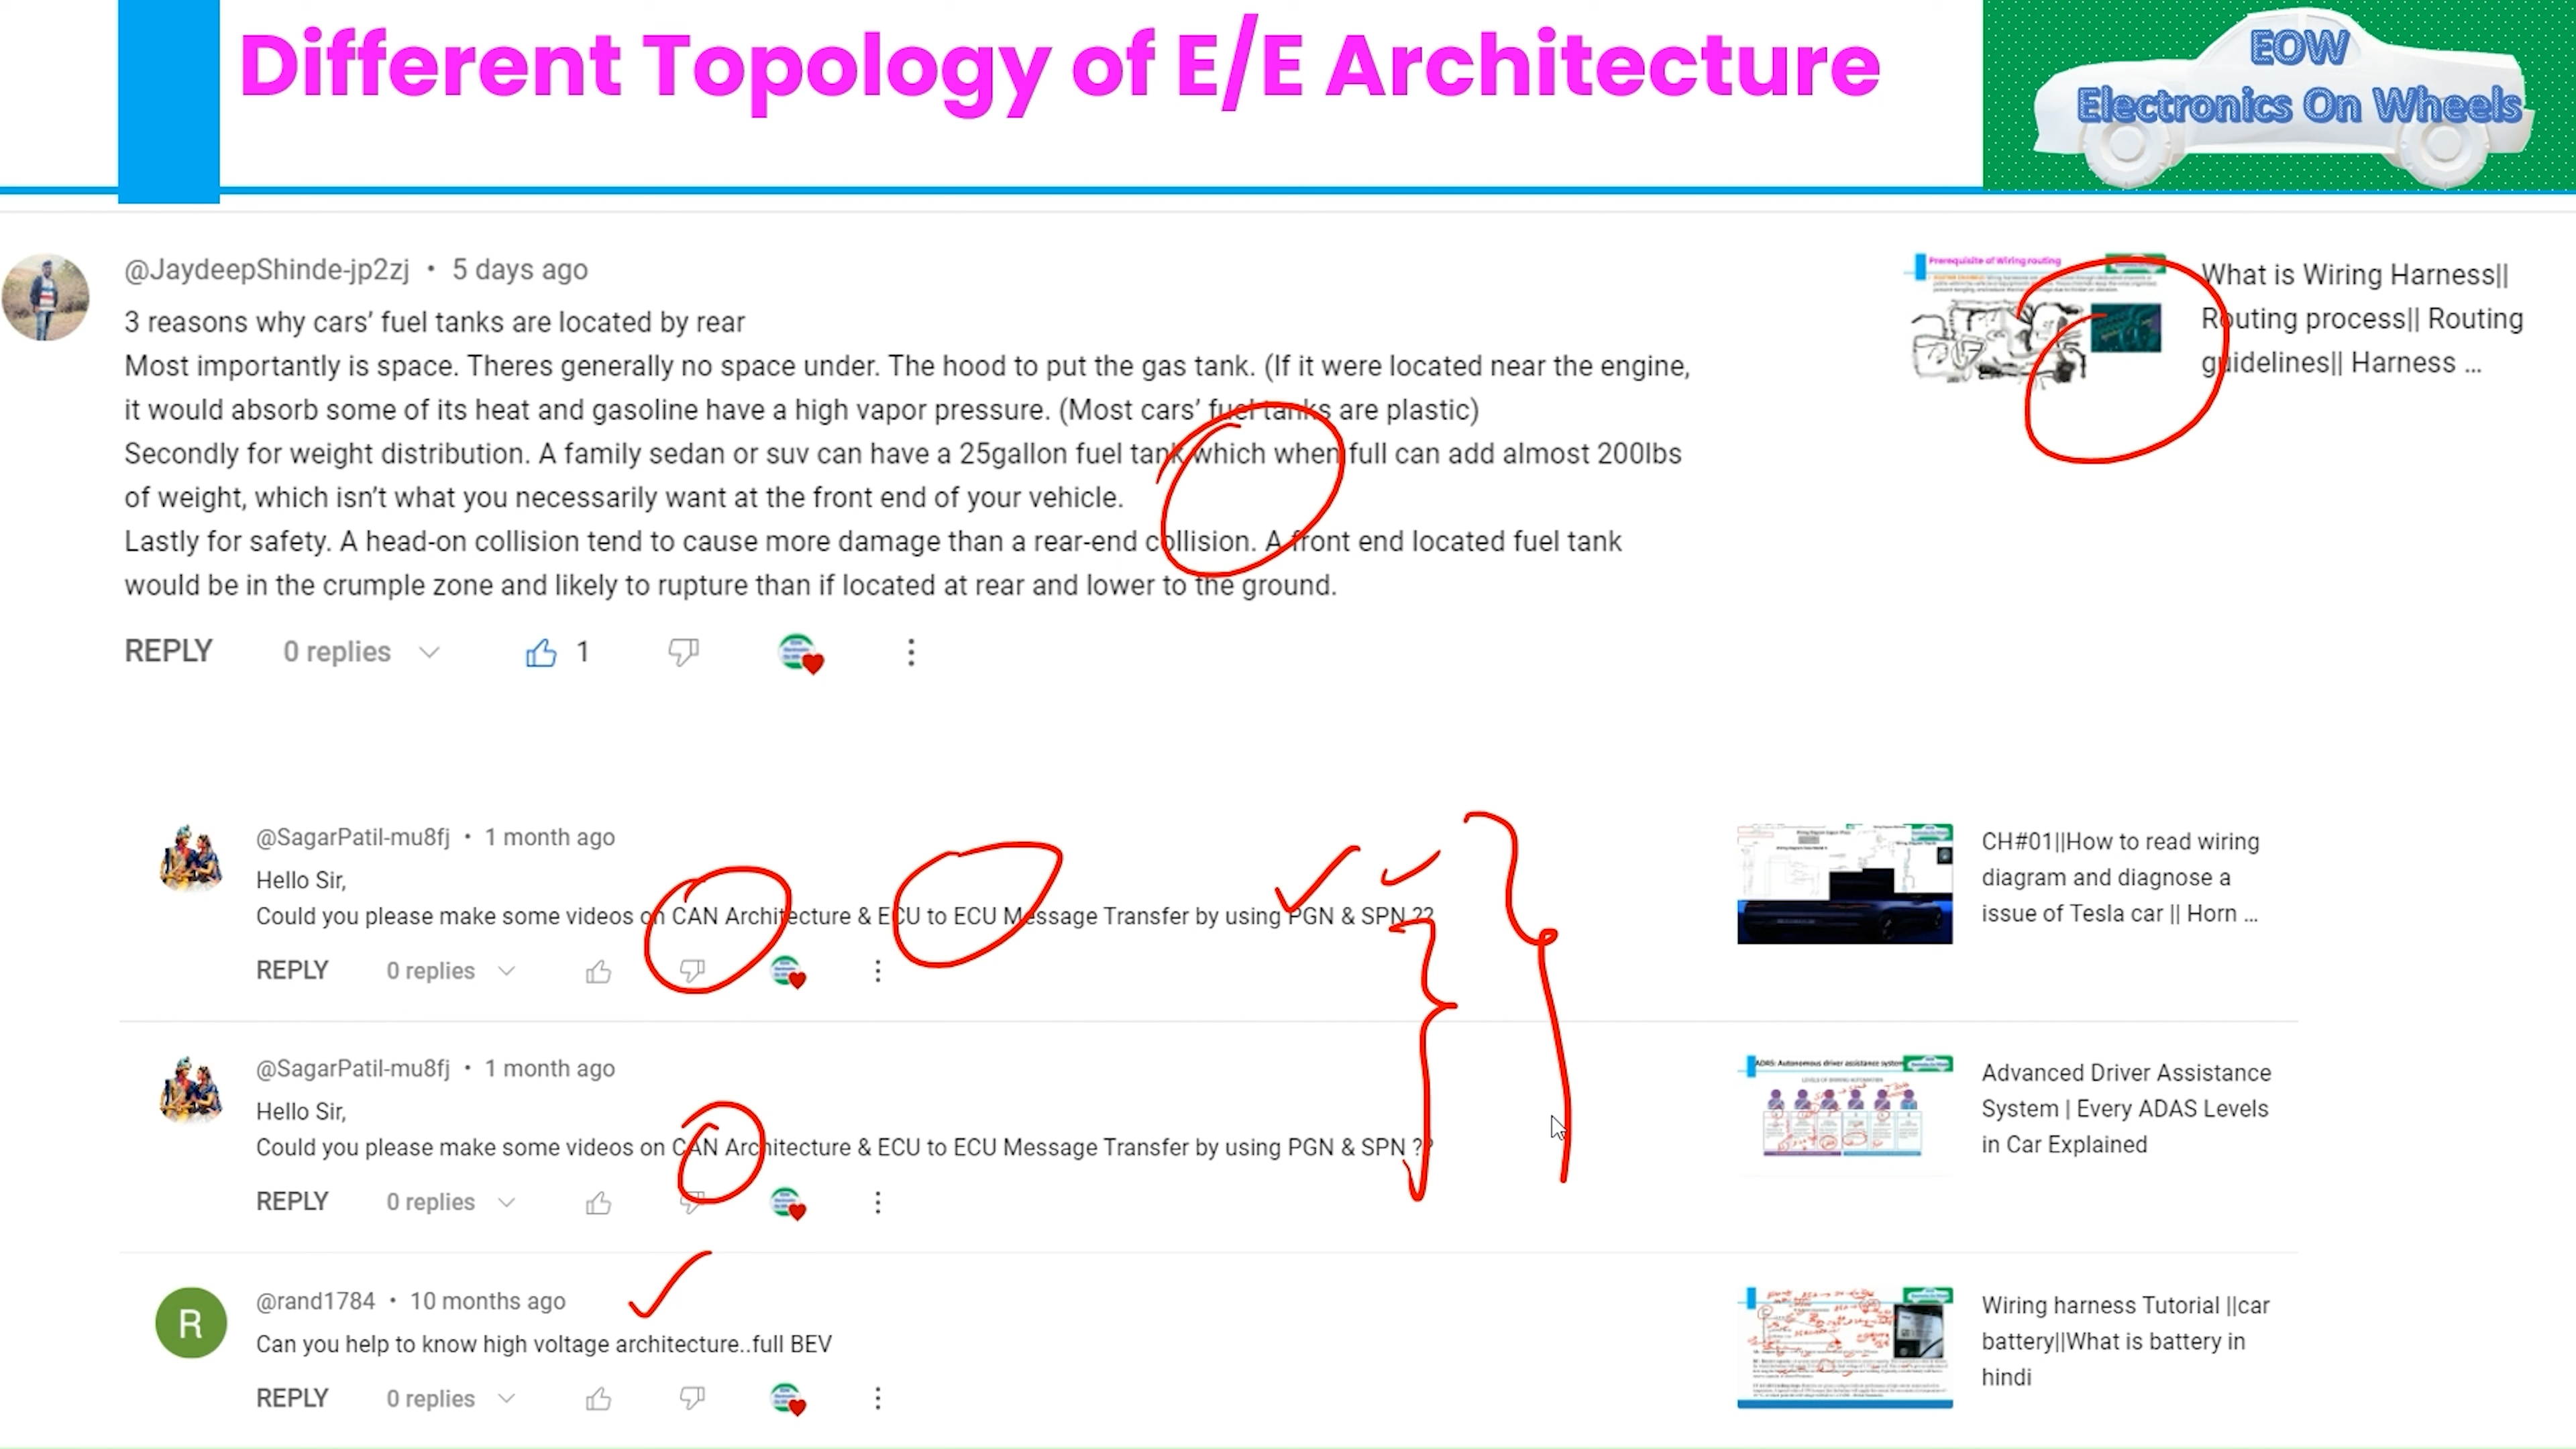 Different Topology of E/E Architecture
EOW
Electronics On Wheels
@JaydeepShinde-jp2zj • 5 days ago
3 reasons why cars’ fuel tanks are located by rear
Most importantly is space. Theres generally no space under. The hood to put the gas tank. (If it were located near the engine,
it would absorb some of its heat and gasoline have a high vapor pressure. (Most cars’ fuel tanks are plastic)
Secondly for weight distribution. A family sedan or suv can have a 25gallon fuel tank which when full can add almost 200lbs
of weight, which isn’t what you necessarily want at the front end of your vehicle.
Lastly for safety. A head-on collision tend to cause more damage than a rear-end collision. A front end located fuel tank
would be in the crumple zone and likely to rupture than if located at rear and lower to the ground.
REPLY 0 replies 1
Prerequisite of Wiring routing
What is Wiring Harness||
Routing process|| Routing
guidelines|| Harness ...
@SagarPatil-mu8fj • 1 month ago
Hello Sir,
Could you please make some videos on CAN Architecture & ECU to ECU Message Transfer by using PGN & SPN ??
REPLY 0 replies
CH#01||How to read wiring
diagram and diagnose a
issue of Tesla car || Horn ...
@SagarPatil-mu8fj • 1 month ago
Hello Sir,
Could you please make some videos on CAN Architecture & ECU to ECU Message Transfer by using PGN & SPN ??
REPLY 0 replies
ADAS: Autonomous driver assistance system
LEVELS OF DRIVING AUTOMATION
Advanced Driver Assistance
System | Every ADAS Levels
in Car Explained
R
@rand1784 • 10 months ago
Can you help to know high voltage architecture..full BEV
REPLY 0 replies
Wiring harness Tutorial ||car
battery||What is battery in
hindi